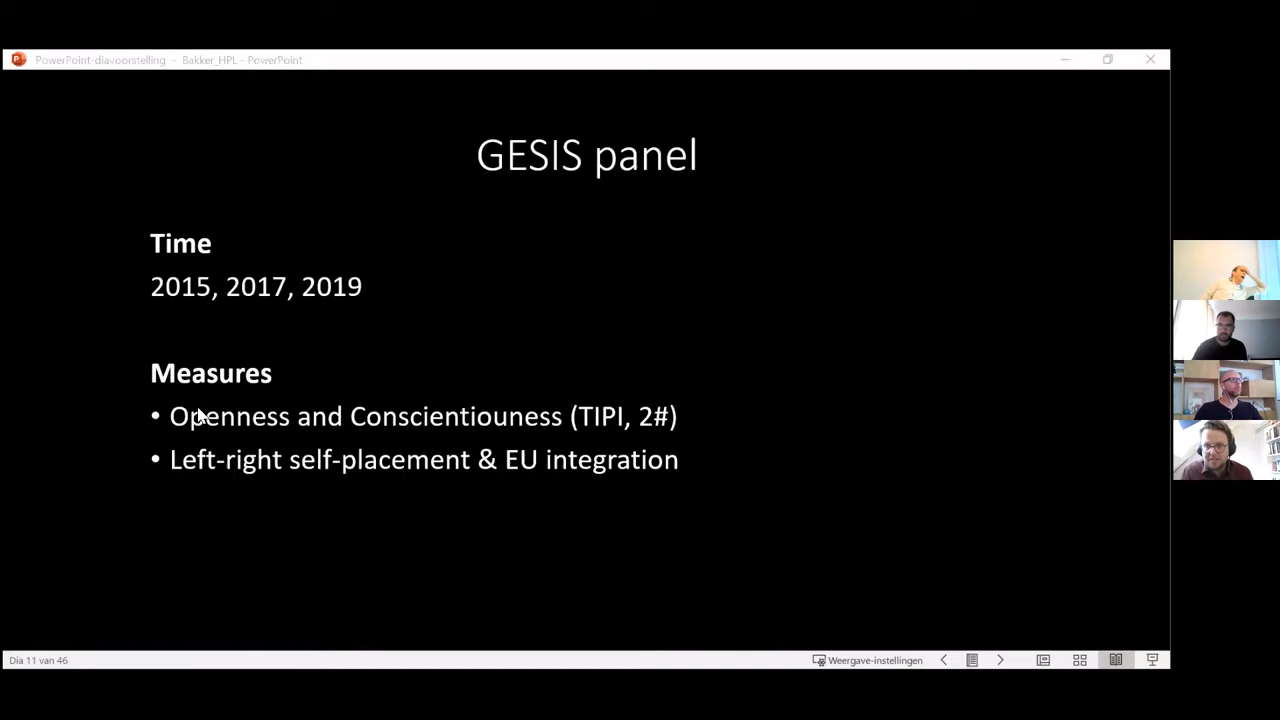 PowerPoint-diavoorstelling - Bakker_HPL - PowerPoint
GESIS panel
Time
2015, 2017, 2019
Measures
• Openness and Conscientiouness (TIPI, 2#)
• Left-right self-placement & EU integration
Dia 11 van 46
Weergave-instellingen